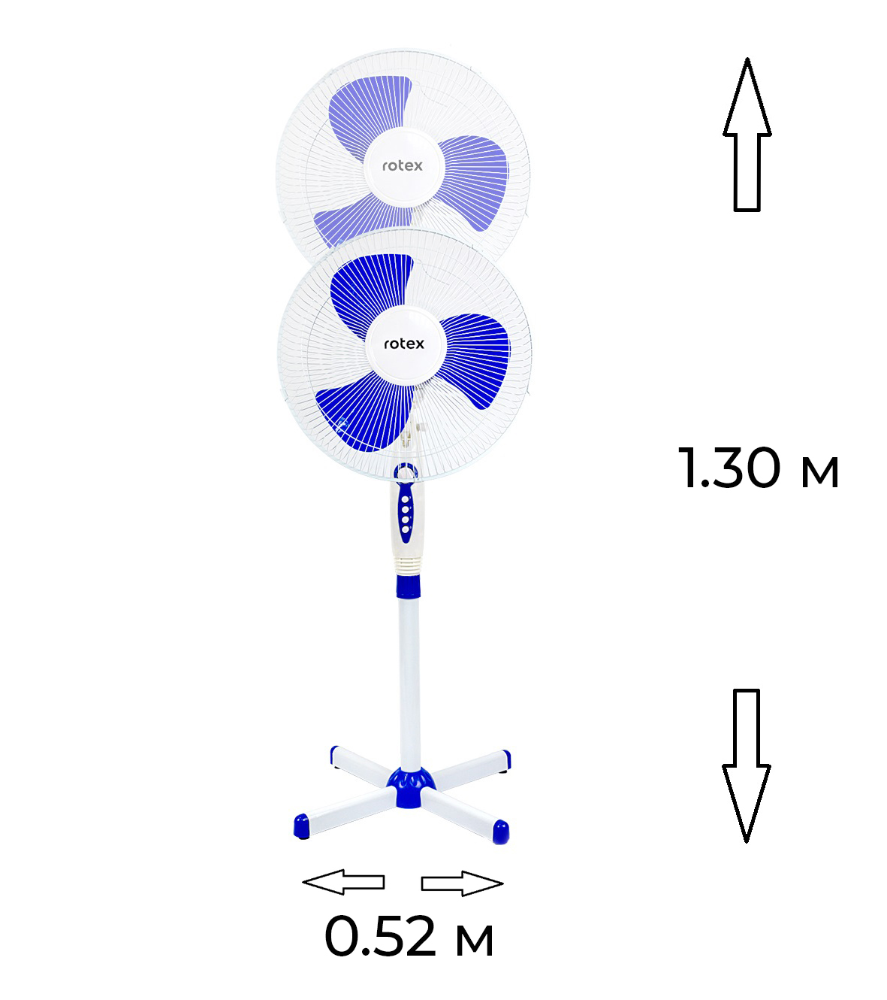 rotex
rotex
1.30 м
0.52 м